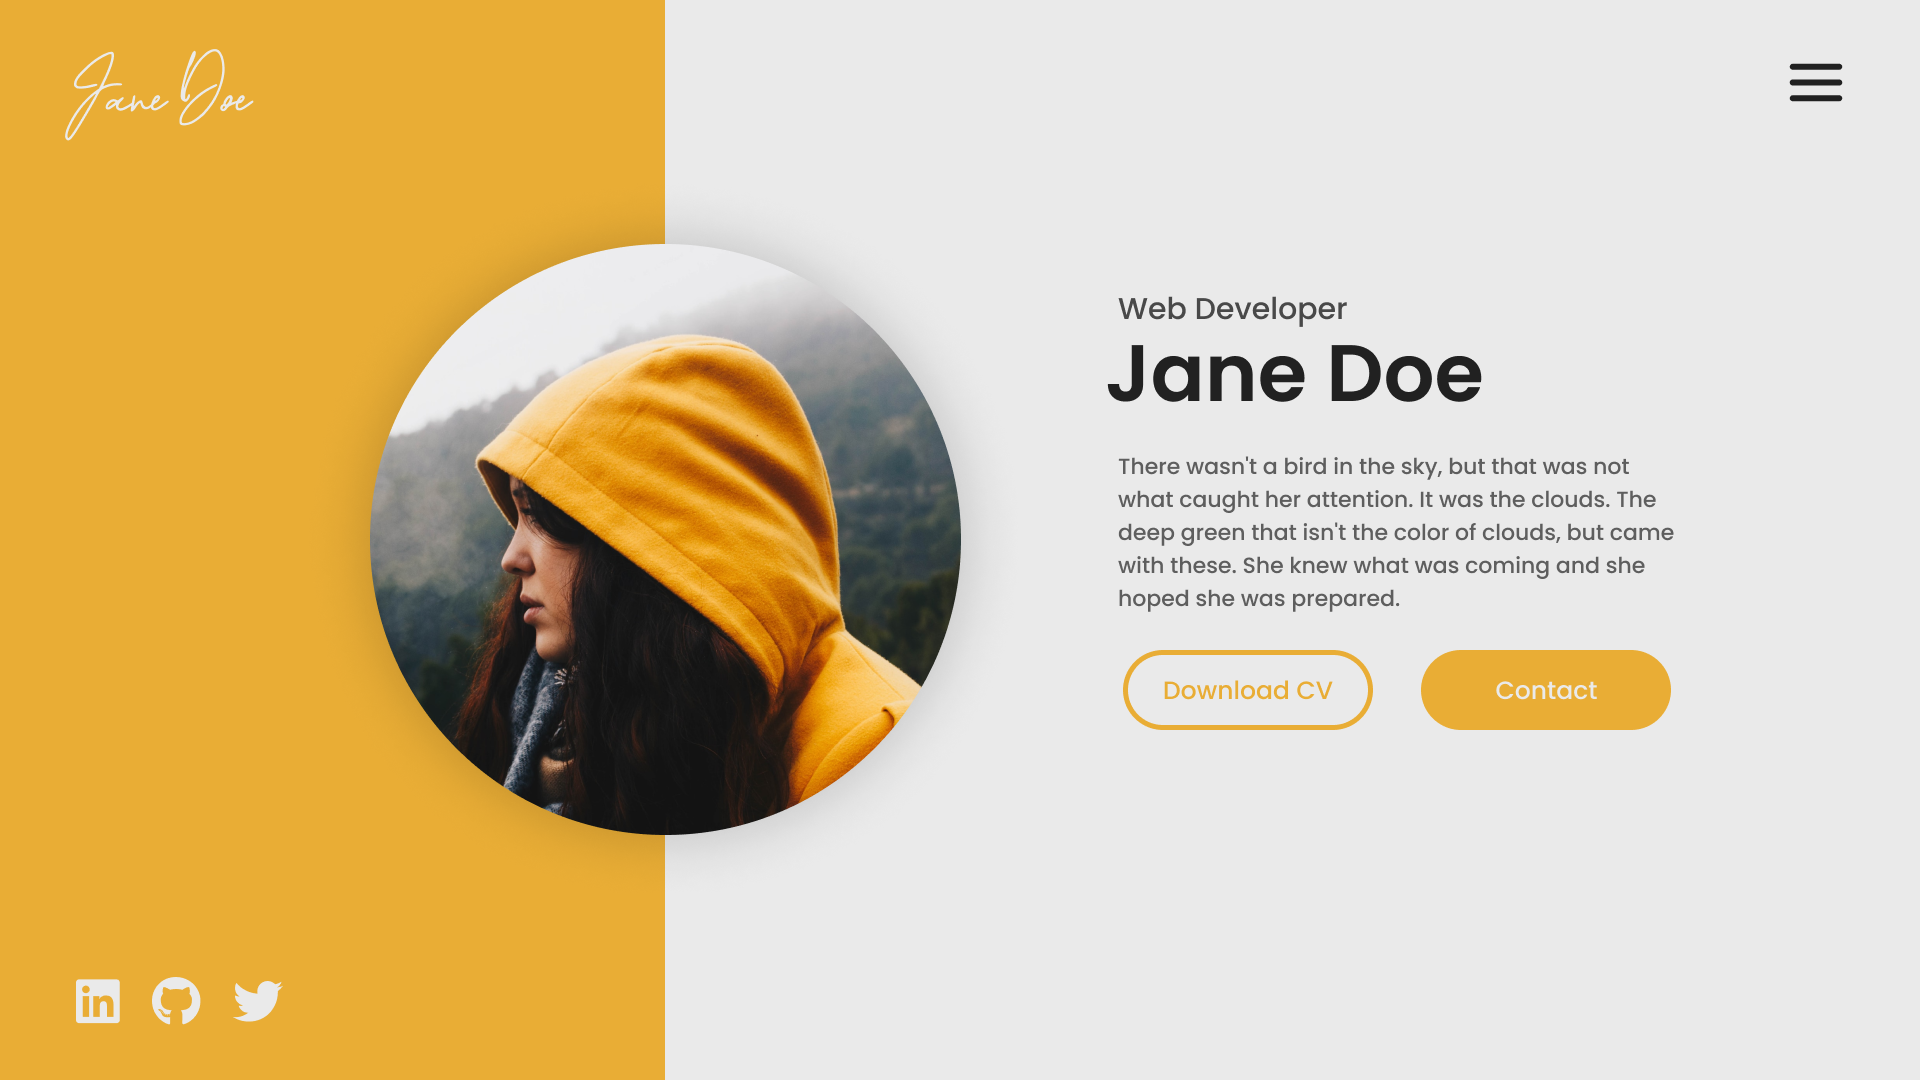 Jane Doe
Web Developer
Jane Doe
There wasn't a bird in the sky, but that was not
what caught her attention. It was the clouds. The
deep green that isn't the color of clouds, but came
with these. She knew what was coming and she
hoped she was prepared.
Download CV
Contact
in